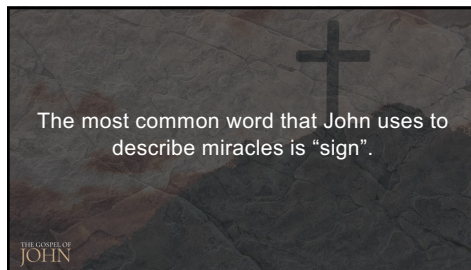 The most common word that John uses to
describe miracles is “sign”.
THE GOSPEL OF
JOHN